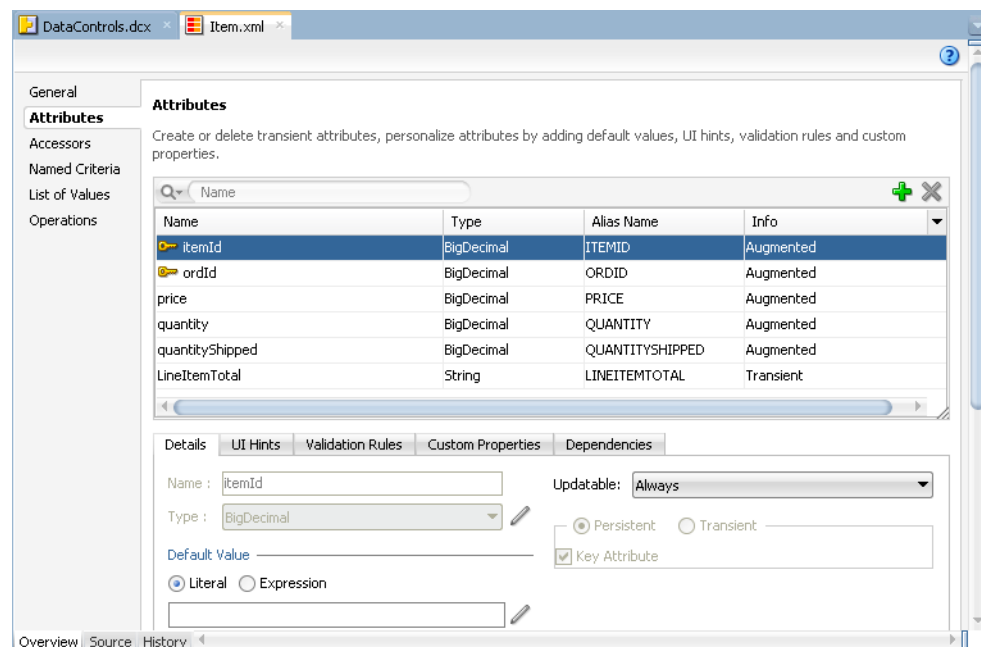 DataControls.dcx Item.xml
General
Attributes
Accessors
Named Criteria
List of Values
Operations
Attributes
Create or delete transient attributes, personalize attributes by adding default values, UI hints, validation rules and custom
properties.
Name
Name Type Alias Name Info
itemId BigDecimal ITEMID Augmented
ordId BigDecimal ORDID Augmented
price BigDecimal PRICE Augmented
quantity BigDecimal QUANTITY Augmented
quantityShipped BigDecimal QUANTITYSHIPPED Augmented
LineItemTotal String LINEITEMTOTAL Transient
Details UI Hints Validation Rules Custom Properties Dependencies
Name : itemId Updatable: Always
Type : BigDecimal
Persistent Transient
Default Value
Key Attribute
Literal Expression
Overview Source History